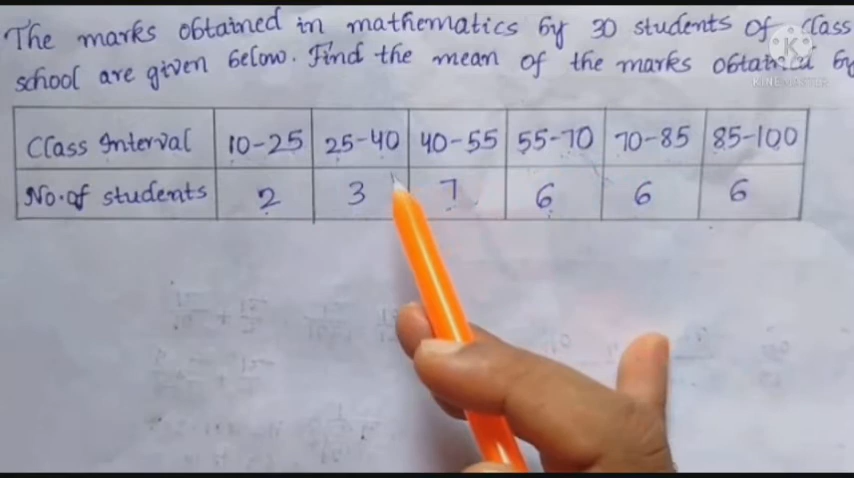 The marks obtained in mathematics by 30 students of Class
school are given below. Find the mean of the marks obtained by
Class Interval 10-25 25-40 40-55 55-70 70-85 85-100
No. of students 2 3 7 6 6 6
K